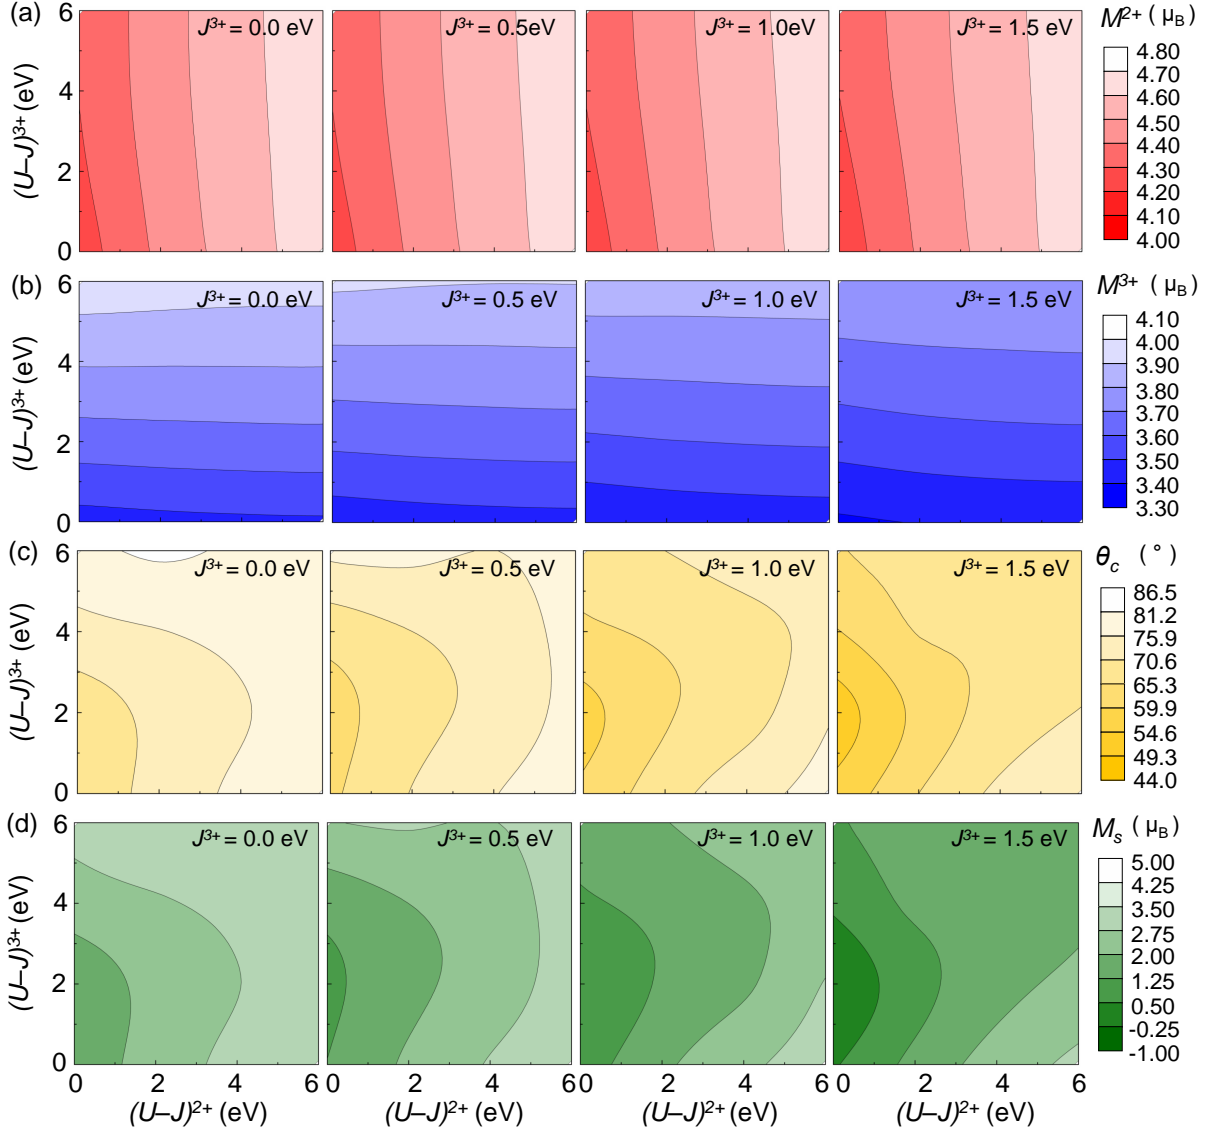 (a)
J³⁺= 0.0 eV
J³⁺= 0.5eV
J³⁺= 1.0eV
J³⁺= 1.5 eV
M²⁺ ( μB)
6
4
2
0
(U–J)³⁺(eV)
4.80
4.70
4.60
4.50
4.40
4.30
4.20
4.10
4.00
(b)
J³⁺= 0.0 eV
J³⁺= 0.5 eV
J³⁺= 1.0 eV
J³⁺= 1.5 eV
M³⁺ ( μB)
6
4
2
0
(U–J)³⁺(eV)
4.10
4.00
3.90
3.80
3.70
3.60
3.50
3.40
3.30
(c)
J³⁺= 0.0 eV
J³⁺= 0.5 eV
J³⁺= 1.0 eV
J³⁺= 1.5 eV
θc (°)
6
4
2
0
(U–J)³⁺(eV)
86.5
81.2
75.9
70.6
65.3
59.9
54.6
49.3
44.0
(d)
J³⁺= 0.0 eV
J³⁺= 0.5 eV
J³⁺= 1.0 eV
J³⁺= 1.5 eV
Ms ( μB)
6
4
2
0
(U–J)³⁺(eV)
5.00
4.25
3.50
2.75
2.00
1.25
0.50
-0.25
-1.00
0 2 4 6
0 2 4 6
0 2 4 6
0 2 4 6
(U–J)²⁺ (eV)
(U–J)²⁺ (eV)
(U–J)²⁺ (eV)
(U–J)²⁺ (eV)